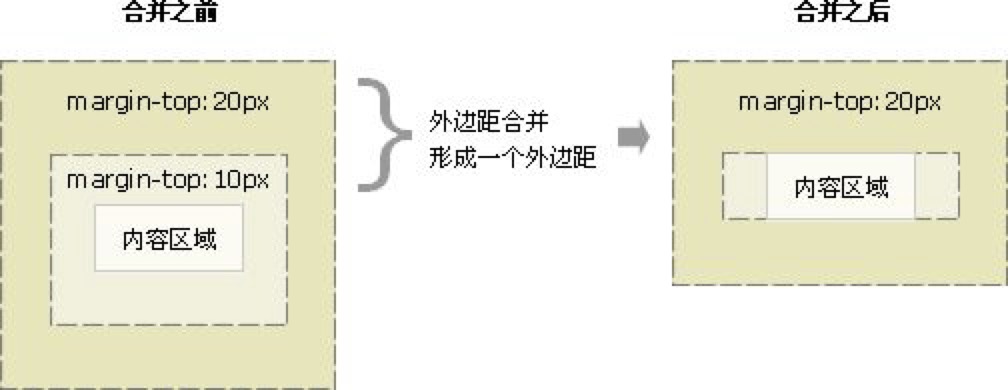 合并之前
合并之后
margin-top: 20px
margin-top: 10px
内容区域
外边距合并
形成一个外边距
margin-top: 20px
内容区域